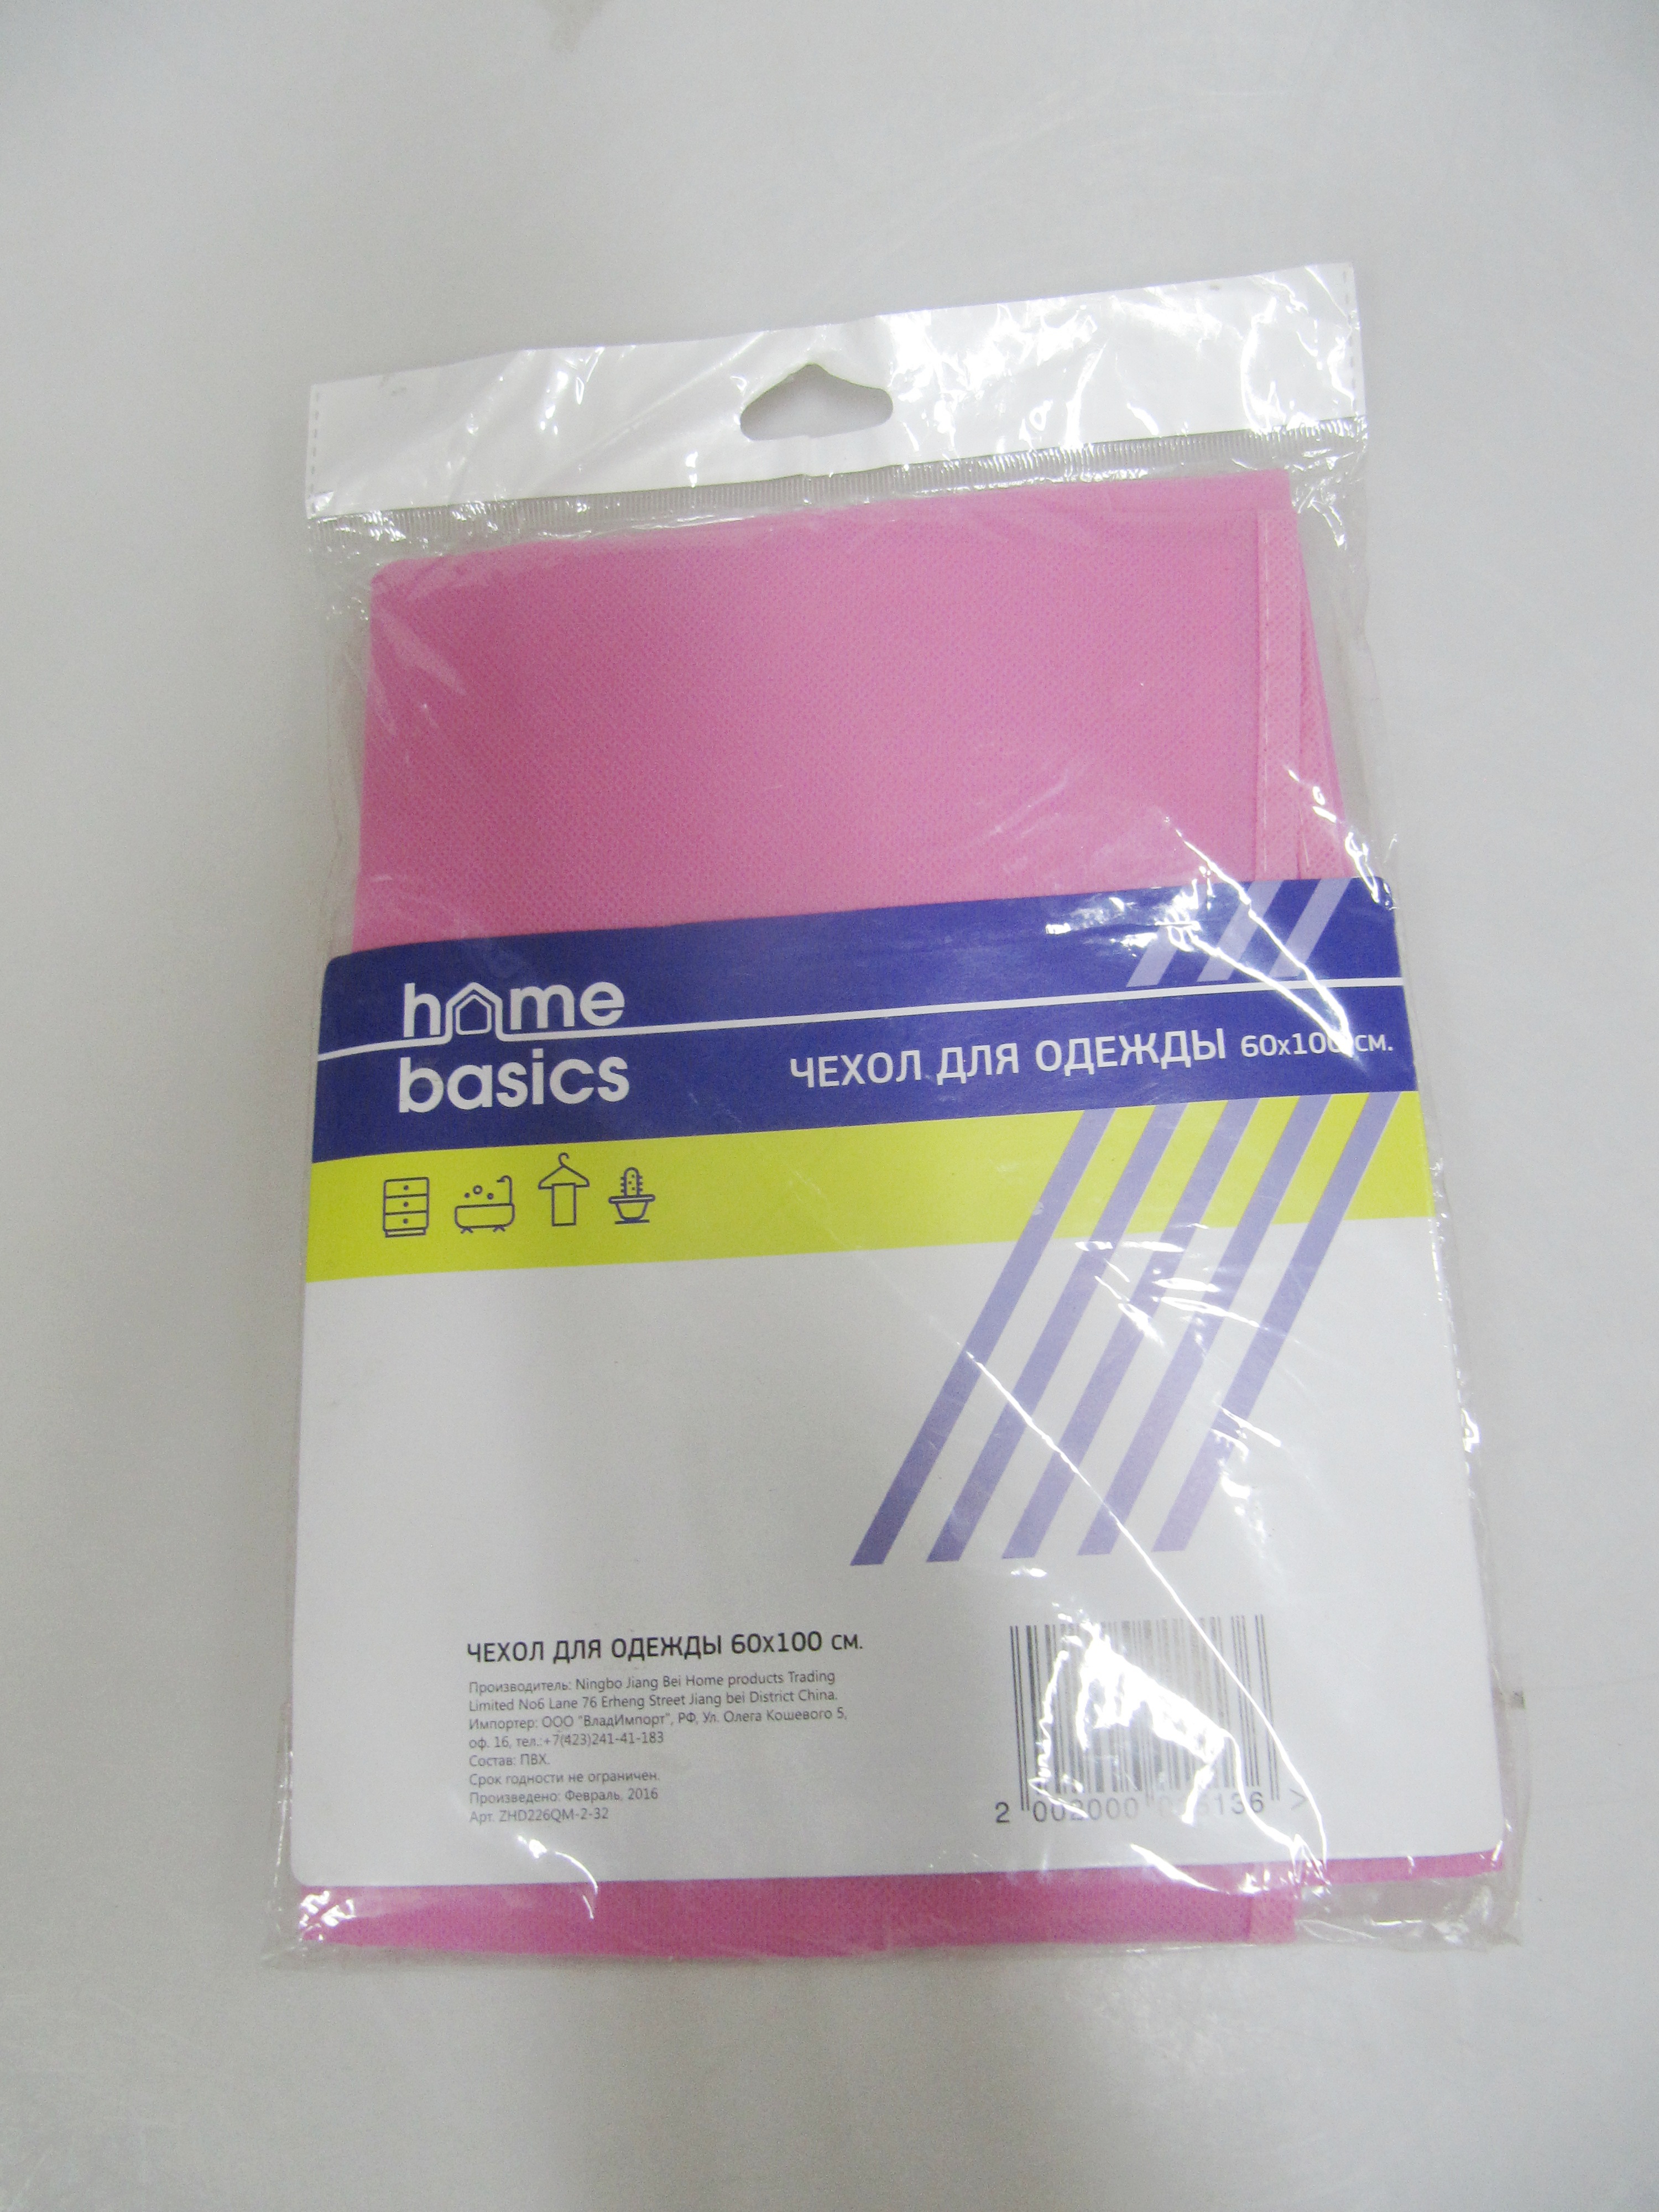 home
basics
ЧЕХОЛ ДЛЯ ОДЕЖДЫ 60х100 см.
ЧЕХОЛ ДЛЯ ОДЕЖДЫ 60х100 см.
Производитель: Ningbo Jiang Bei Home products Trading
Limited No6 Lane 76 Erheng Street Jiang bei District China.
Импортер: ООО "ВладИмпорт", РФ, Ул. Олега Кошевого 5,
оф. 16, тел.:+7(423)241-41-183
Состав: ПВХ.
Срок годности не ограничен.
Произведено: Февраль, 2016
Арт. ZHD226QM-2-32
2 002000 >